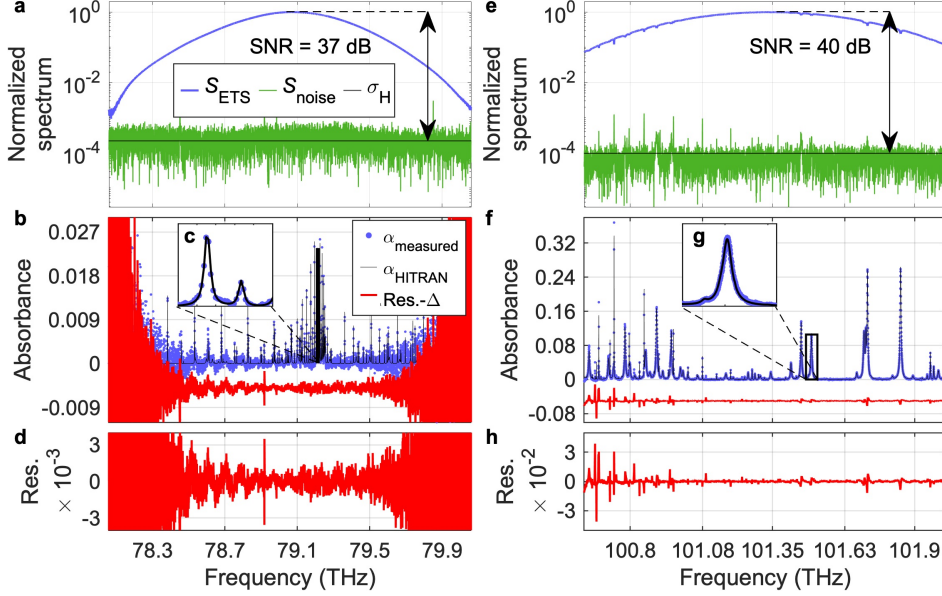 a
Normalized
spectrum
10⁰
10⁻²
10⁻⁴
SNR = 37 dB
S_ETS
S_noise
σ_H
e
Normalized
spectrum
10⁰
10⁻²
10⁻⁴
SNR = 40 dB
b
Absorbance
0.027
0.018
0.009
0
-0.009
c
α_measured
α_HITRAN
Res.-Δ
f
Absorbance
0.32
0.24
0.16
0.08
0
-0.08
g
d
Res.
× 10⁻³
3
0
-3
78.3
78.7
79.1
79.5
79.9
Frequency (THz)
h
Res.
× 10⁻²
3
0
-3
100.8
101.08
101.35
101.63
101.9
Frequency (THz)